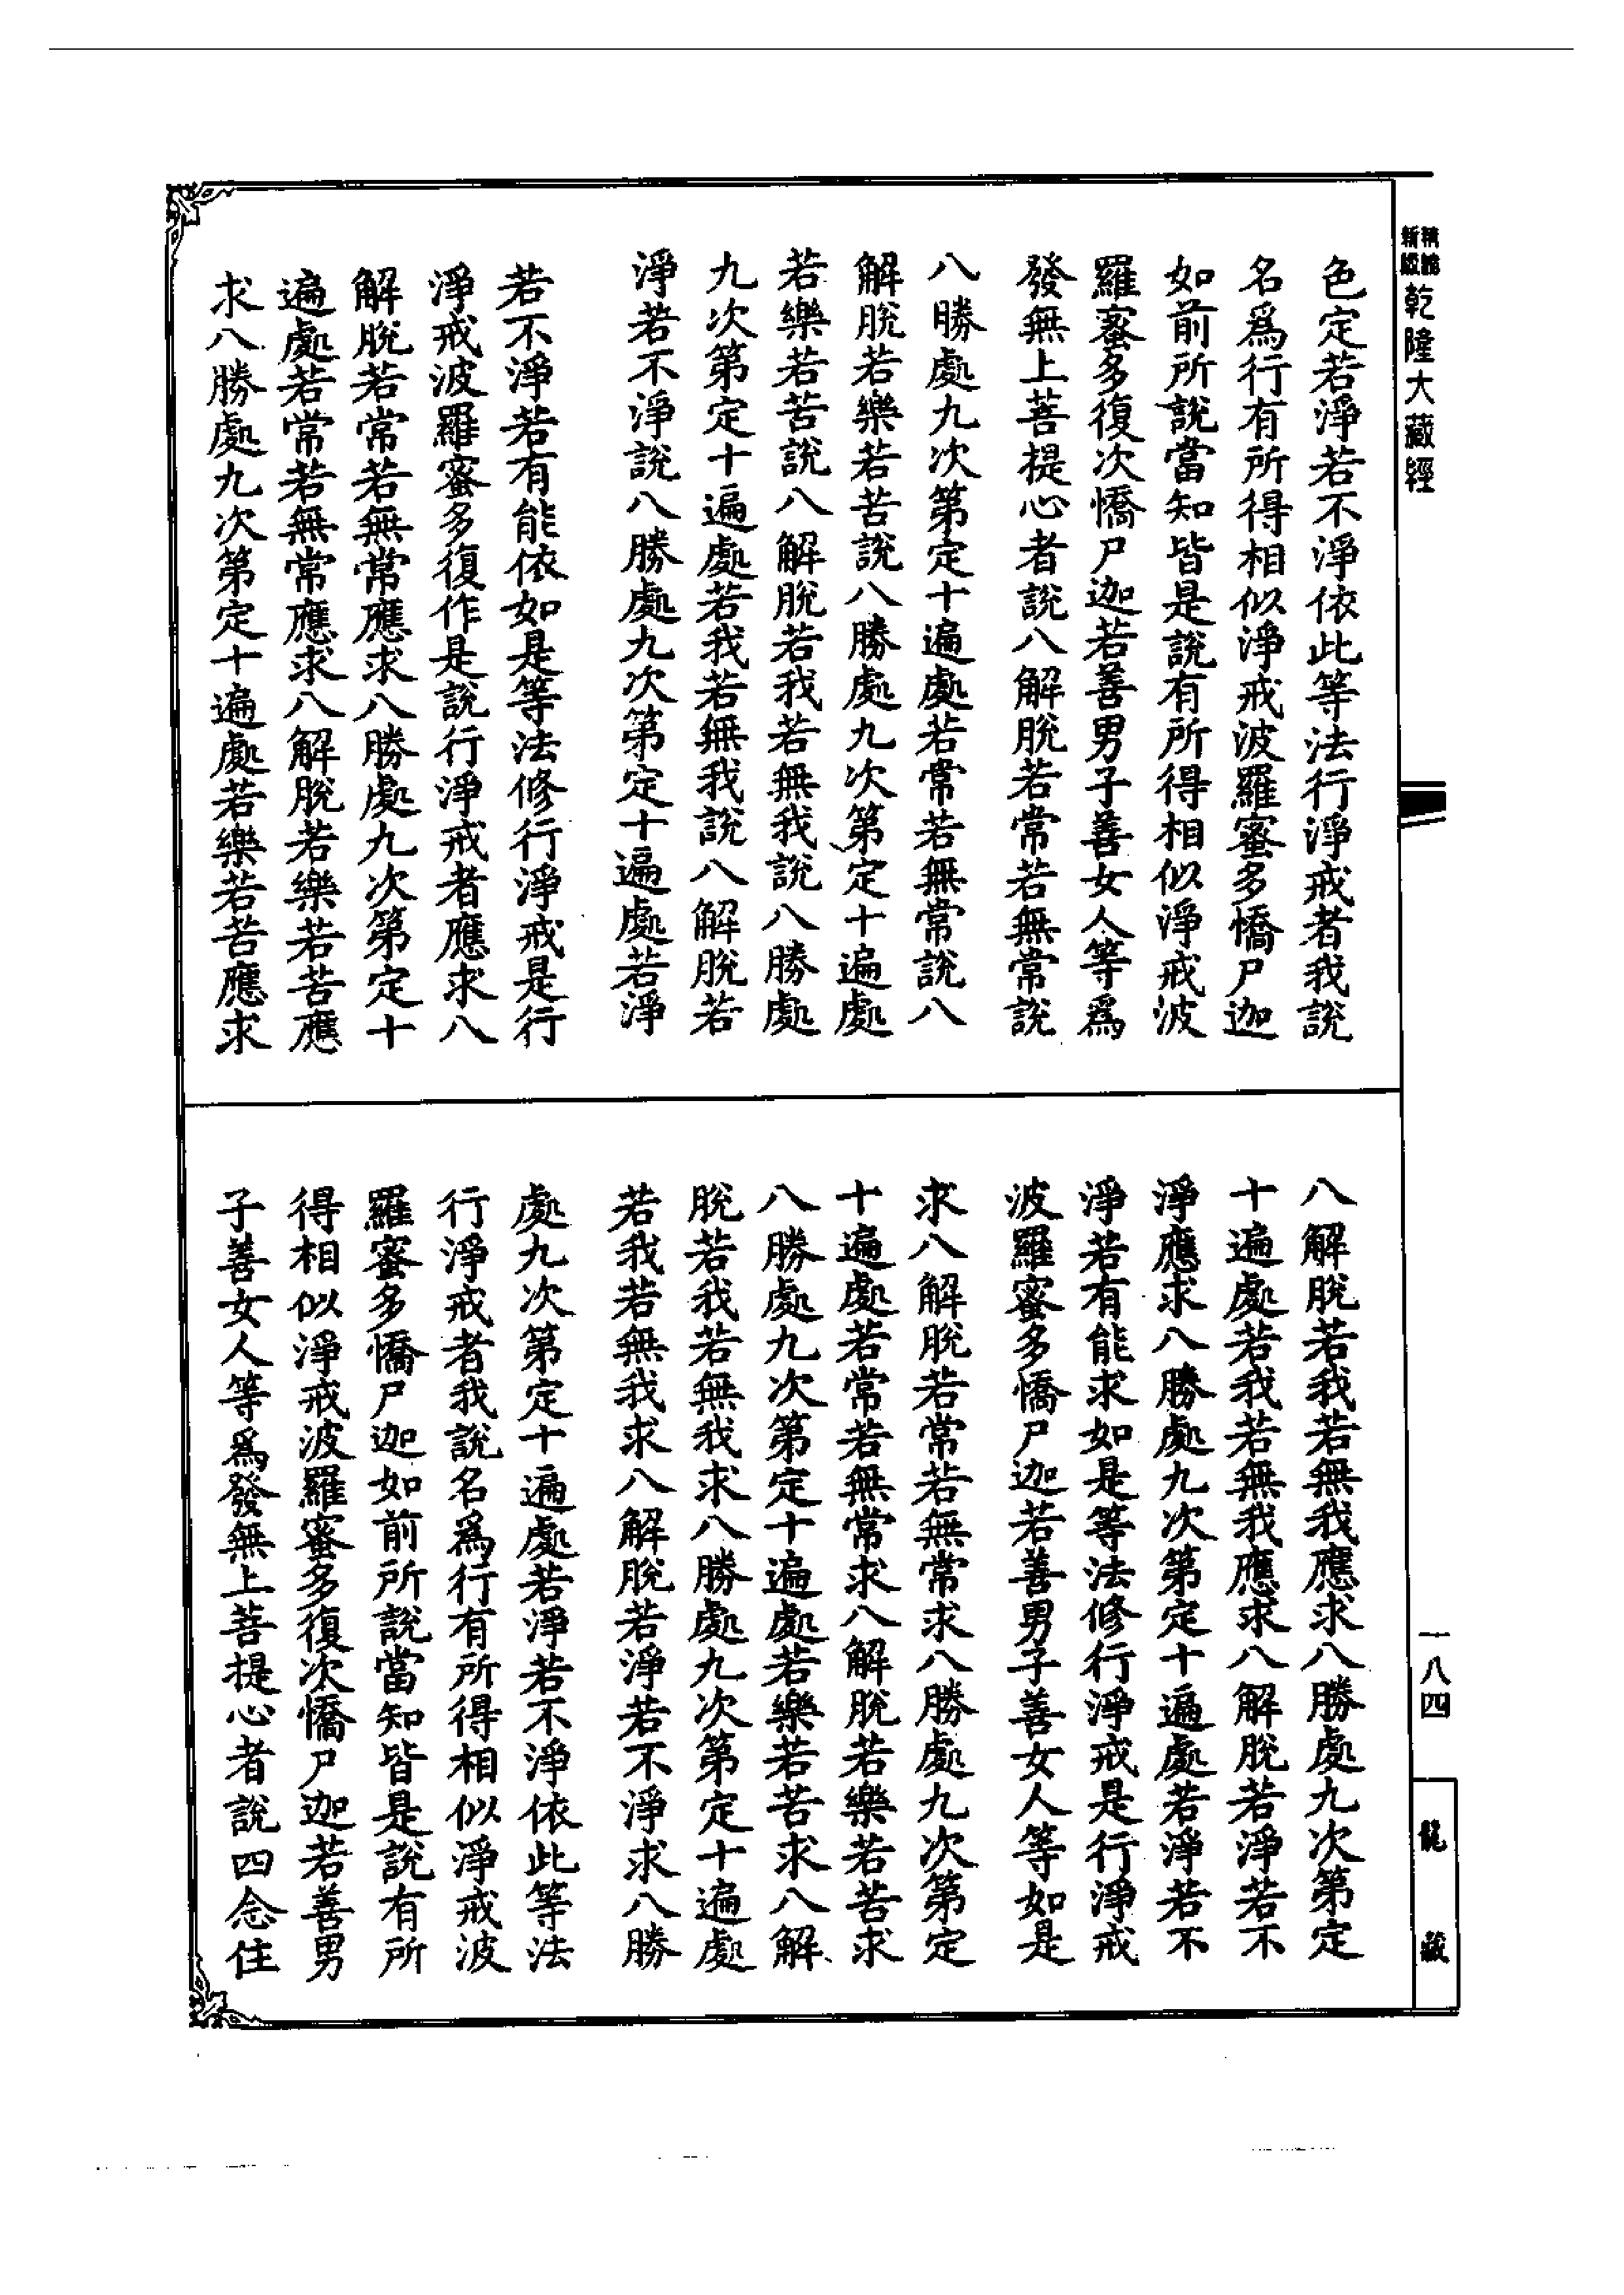 新編縮版乾隆大藏經
色定若淨若不淨依此等法行淨戒者我說
名為行有所得相似淨戒波羅蜜多憍尸迦
如前所說當知皆是說有所得相似淨戒波
羅蜜多復次憍尸迦若善男子善女人等為
發無上菩提心者說八解脫若常若無常說
八勝處九次第定十遍處若常若無常說八
解脫若樂若苦說八勝處九次第定十遍處
若樂若苦說八解脫若我若無我說八勝處
九次第定十遍處若我若無我說八解脫若
淨若不淨說八勝處九次第定十遍處若淨
若不淨若有能依如是等法修行淨戒是行
淨戒波羅蜜多復作是說行淨戒者應求八
解脫若常若無常應求八勝處九次第定十
遍處若常若無常應求八解脫若樂若苦應
求八勝處九次第定十遍處若樂若苦應求
八解脫若我若無我應求八勝處九次第定
十遍處若我若無我應求八解脫若淨若不
淨應求八勝處九次第定十遍處若淨若不
淨若有能求如是等法修行淨戒是行淨戒
波羅蜜多憍尸迦若善男子善女人等如是
求八解脫若常若無常求八勝處九次第定
十遍處若常若無常求八解脫若樂若苦求
八勝處九次第定十遍處若樂若苦求八解
脫若我若無我求八勝處九次第定十遍處
若我若無我求八解脫若淨若不淨求八勝
處九次第定十遍處若淨若不淨依此等法
行淨戒者我說名為行有所得相似淨戒波
羅蜜多憍尸迦如前所說當知皆是說有所
得相似淨戒波羅蜜多復次憍尸迦若善男
子善女人等為發無上菩提心者說四念住
一八四
龍藏